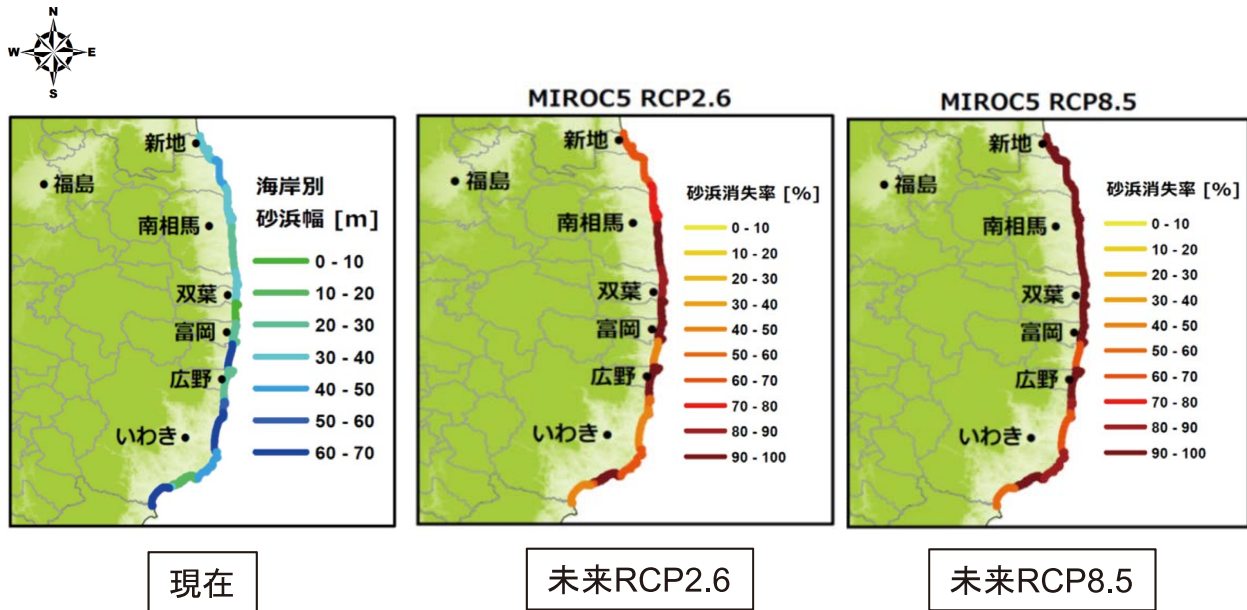 N
W
E
S
新地
福島
南相馬
双葉
富岡
広野
いわき
海岸別
砂浜幅 [m]
0 - 10
10 - 20
20 - 30
30 - 40
40 - 50
50 - 60
60 - 70
現在
MIROC5 RCP2.6
新地
福島
南相馬
双葉
富岡
広野
いわき
砂浜消失率 [%]
0 - 10
10 - 20
20 - 30
30 - 40
40 - 50
50 - 60
60 - 70
70 - 80
80 - 90
90 - 100
未来RCP2.6
MIROC5 RCP8.5
新地
福島
南相馬
双葉
富岡
広野
いわき
砂浜消失率 [%]
0 - 10
10 - 20
20 - 30
30 - 40
40 - 50
50 - 60
60 - 70
70 - 80
80 - 90
90 - 100
未来RCP8.5